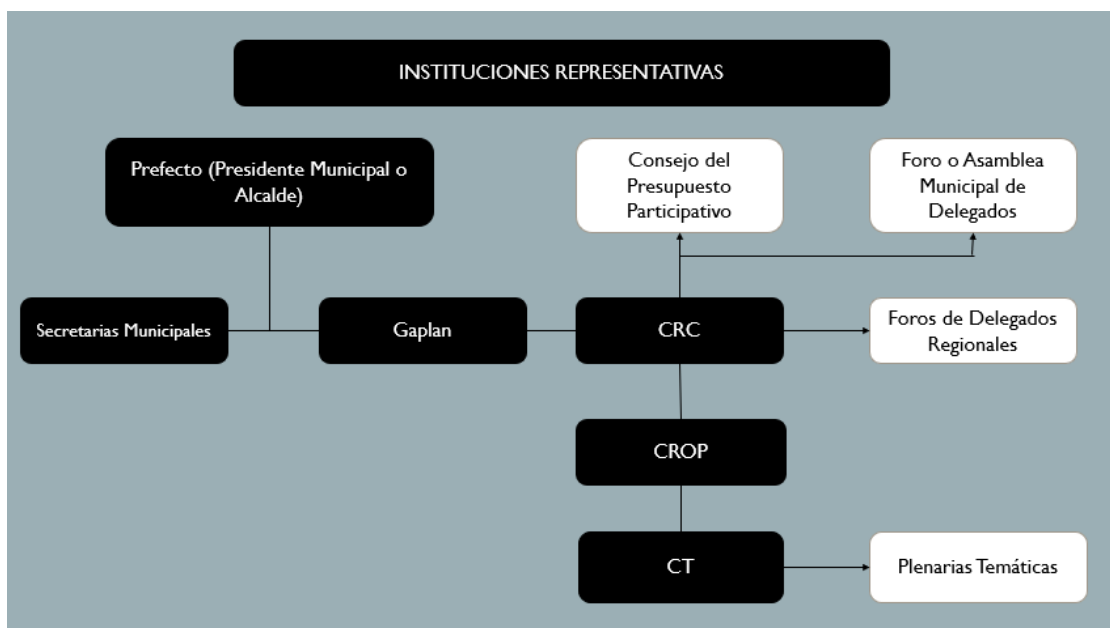 INSTITUCIONES REPRESENTATIVAS
Prefecto (Presidente Municipal o
Alcalde)
Consejo del
Presupuesto
Participativo
Foro o Asamblea
Municipal de
Delegados
Secretarias Municipales
Gaplan
CRC
Foros de Delegados
Regionales
CROP
CT
Plenarias Temáticas